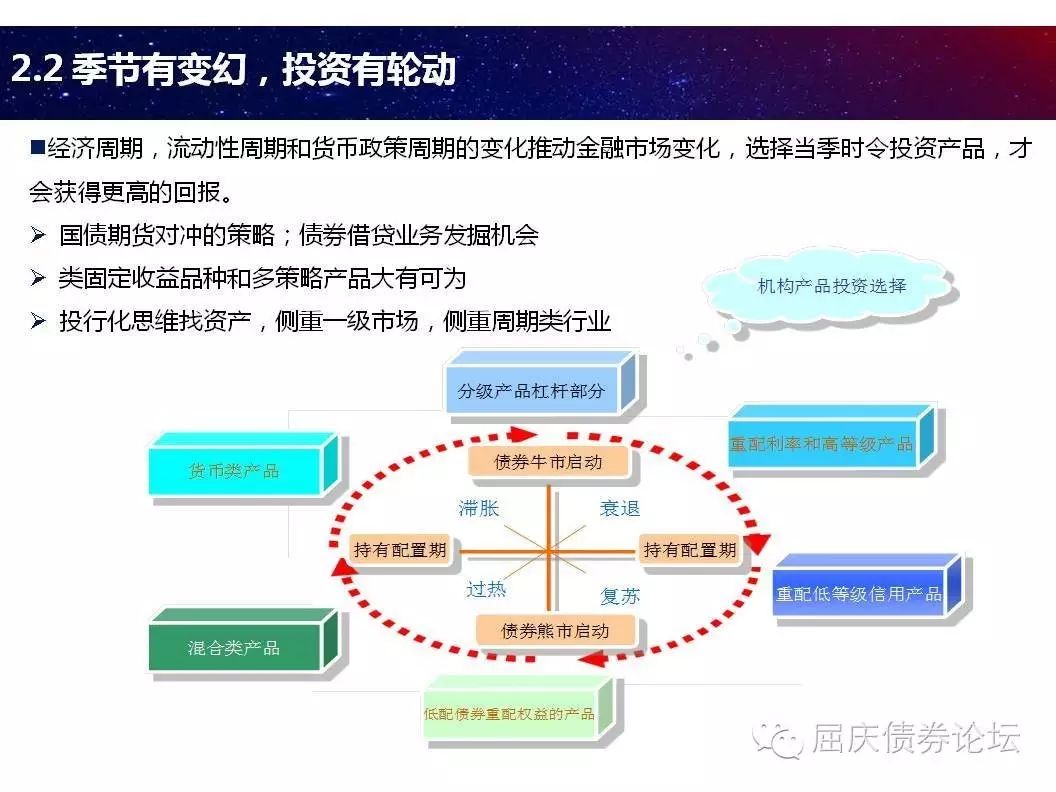 2.2 季节有变幻，投资有轮动
■经济周期，流动性周期和货币政策周期的变化推动金融市场变化，选择当季时令投资产品，才
会获得更高的回报。
➢ 国债期货对冲的策略；债券借贷业务发掘机会
➢ 类固定收益品种和多策略产品大有可为
➢ 投行化思维找资产，侧重一级市场，侧重周期类行业
机构产品投资选择
分级产品杠杆部分
重配利率和高等级产品
货币类产品
债券牛市启动
滞胀
衰退
持有配置期
持有配置期
过热
复苏
重配低等级信用产品
债券熊市启动
混合类产品
低配债券重配权益的产品
屈庆债券论坛